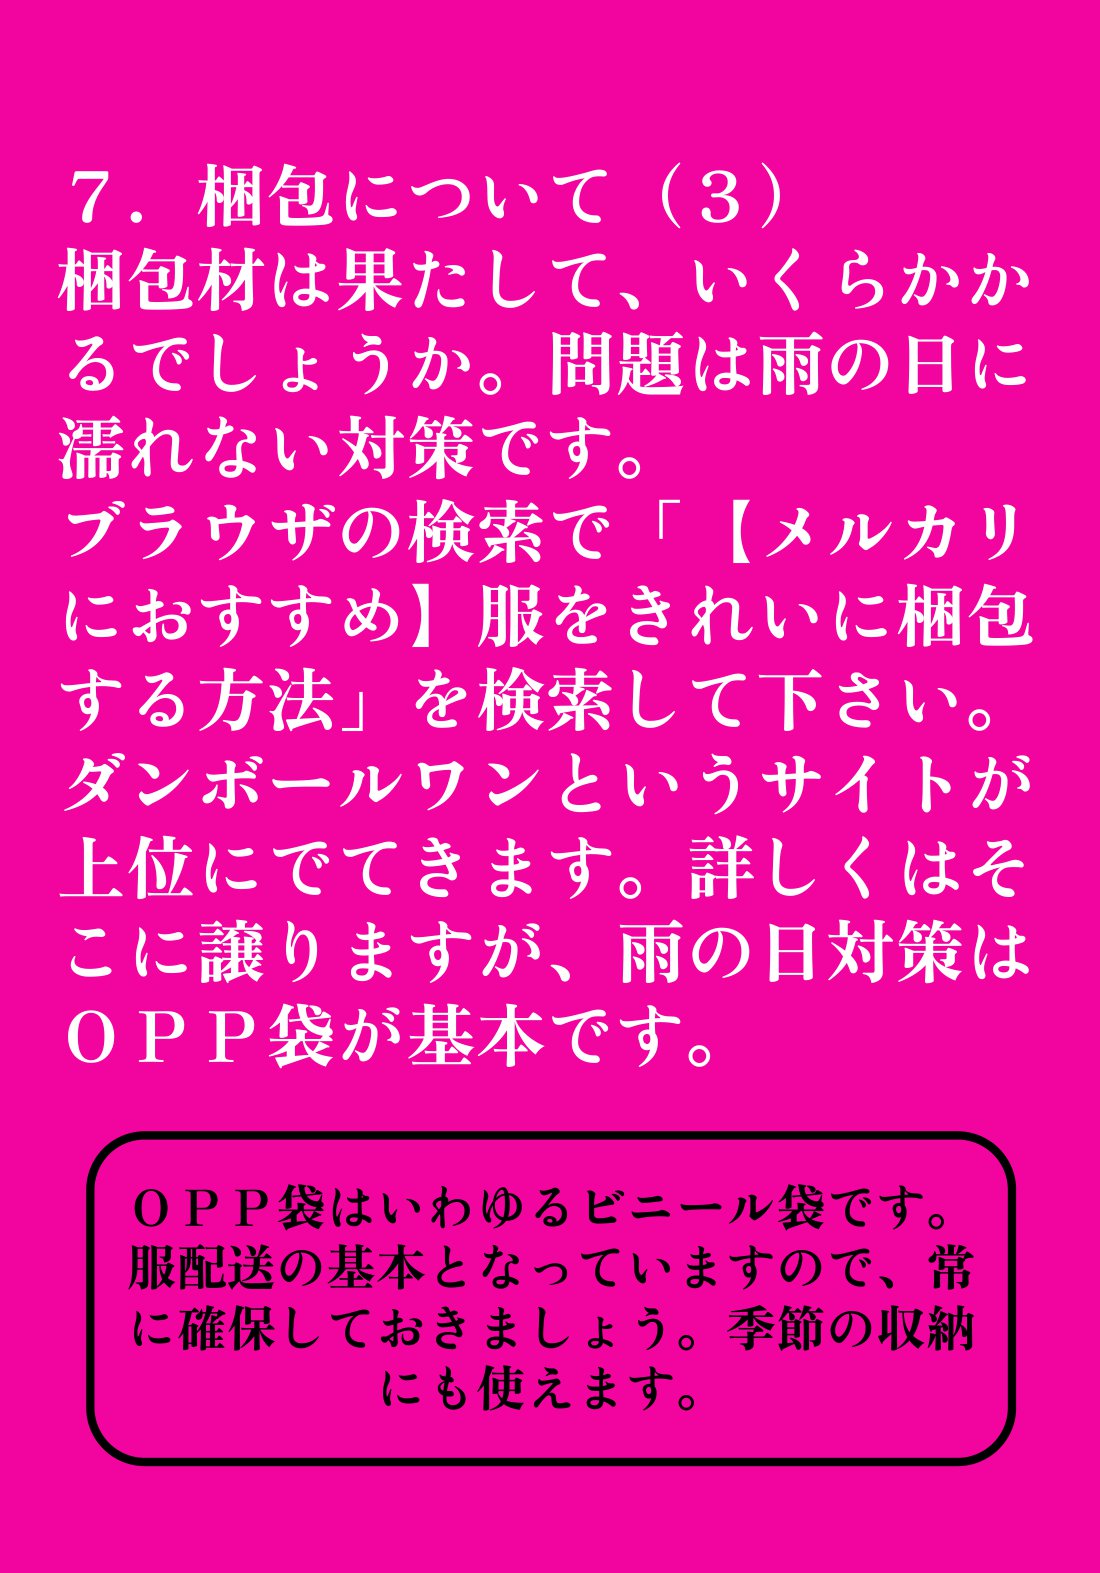 ７．梱包について（３）
梱包材は果たして、いくらかか
るでしょうか。問題は雨の日に
濡れない対策です。
ブラウザの検索で「【メルカリ
におすすめ】服をきれいに梱包
する方法」を検索して下さい。
ダンボールワンというサイトが
上位にでてきます。詳しくはそ
こに譲りますが、雨の日対策は
ＯＰＰ袋が基本です。
ＯＰＰ袋はいわゆるビニール袋です。
服配送の基本となっていますので、常
に確保しておきましょう。季節の収納
にも使えます。